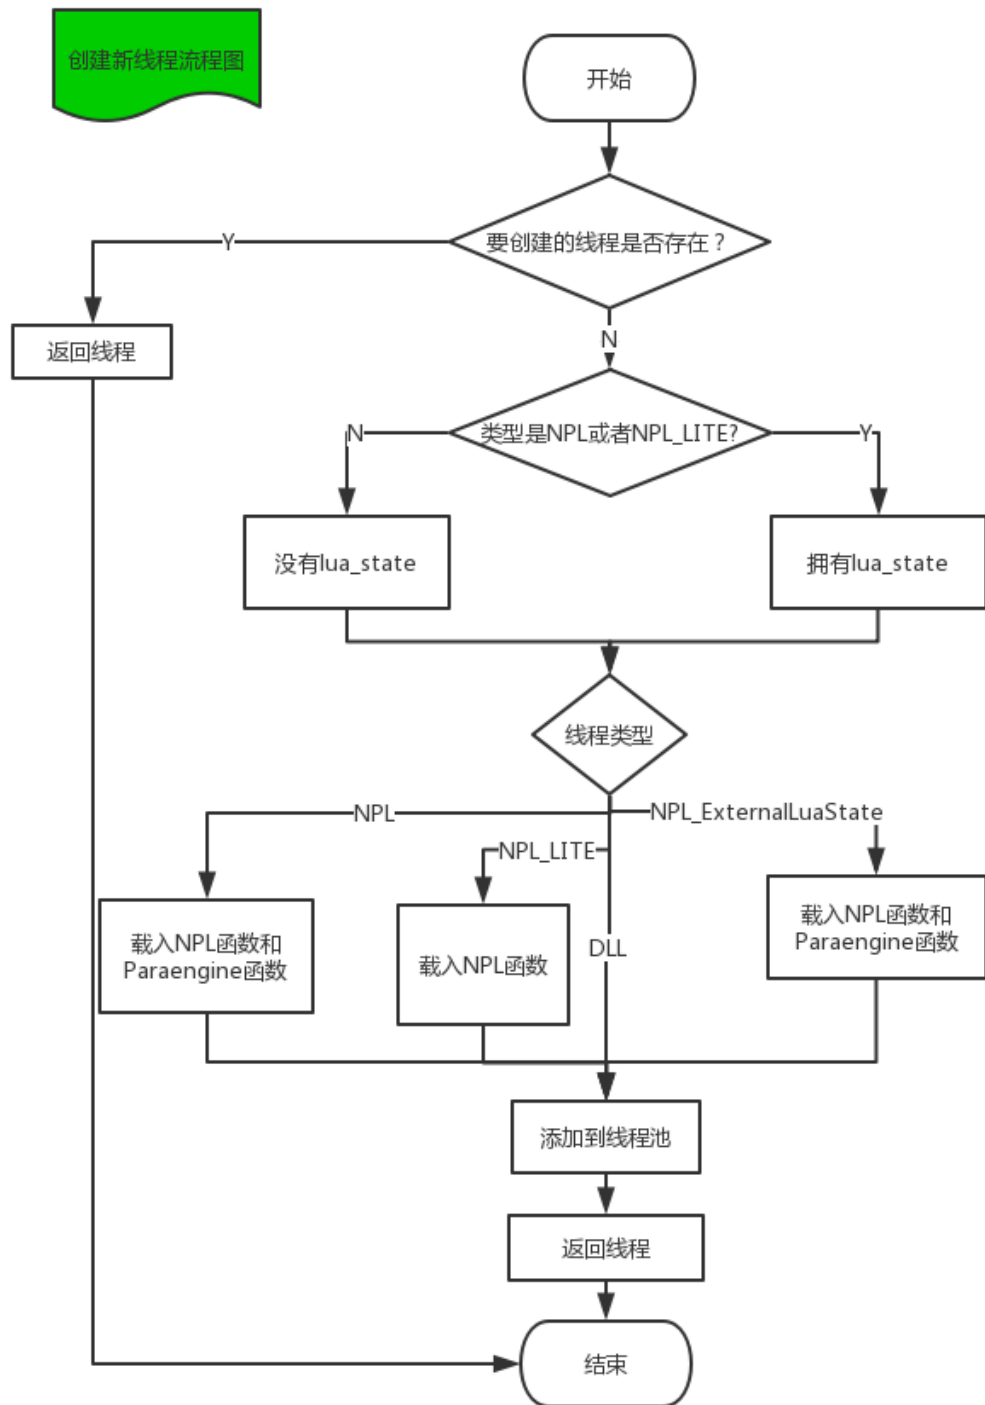 创建新线程流程图
开始
要创建的线程是否存在？
Y
N
返回线程
类型是NPL或者NPL_LITE?
N
Y
没有lua_state
拥有lua_state
线程类型
NPL
NPL_ExternalLuaState
NPL_LITE
DLL
载入NPL函数和
Paraengine函数
载入NPL函数
载入NPL函数和
Paraengine函数
添加到线程池
返回线程
结束